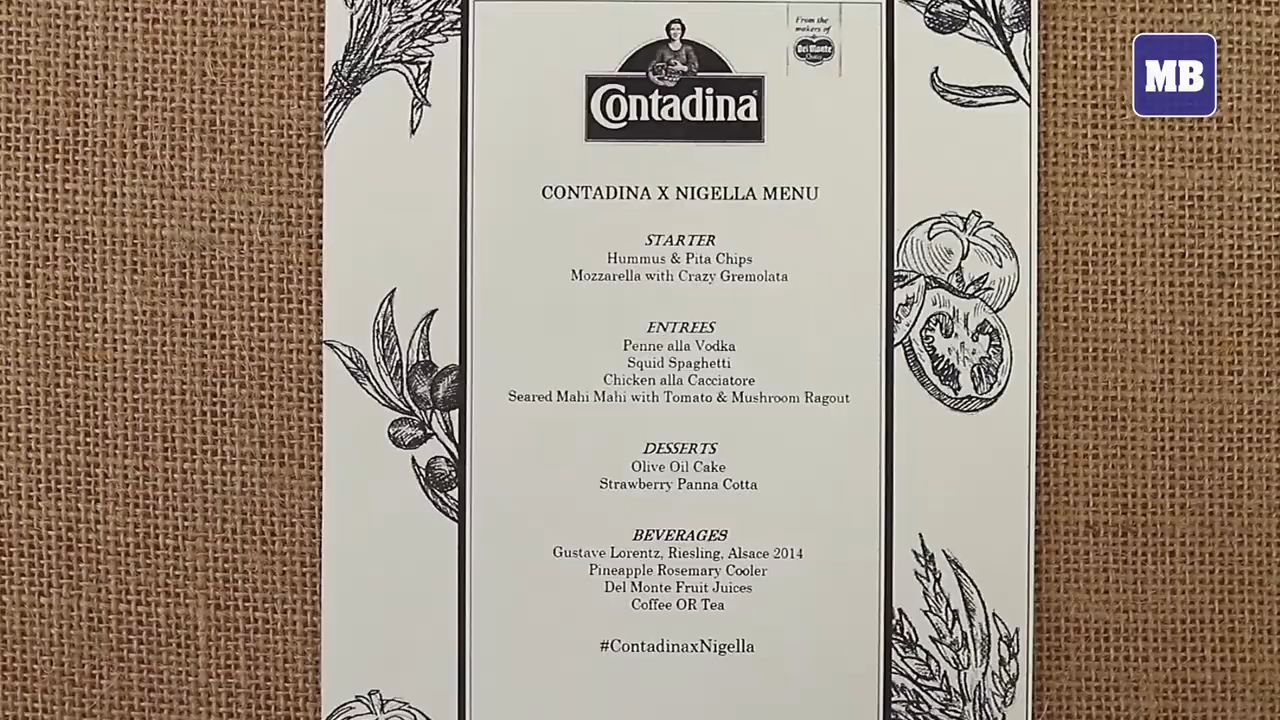 From the
makers of
Del Monte
Quality
Contadina
MB
CONTADINA X NIGELLA MENU
STARTER
Hummus & Pita Chips
Mozzarella with Crazy Gremolata
ENTREES
Penne alla Vodka
Squid Spaghetti
Chicken alla Cacciatore
Seared Mahi Mahi with Tomato & Mushroom Ragout
DESSERTS
Olive Oil Cake
Strawberry Panna Cotta
BEVERAGES
Gustave Lorentz, Riesling, Alsace 2014
Pineapple Rosemary Cooler
Del Monte Fruit Juices
Coffee OR Tea
#ContadinaxNigella